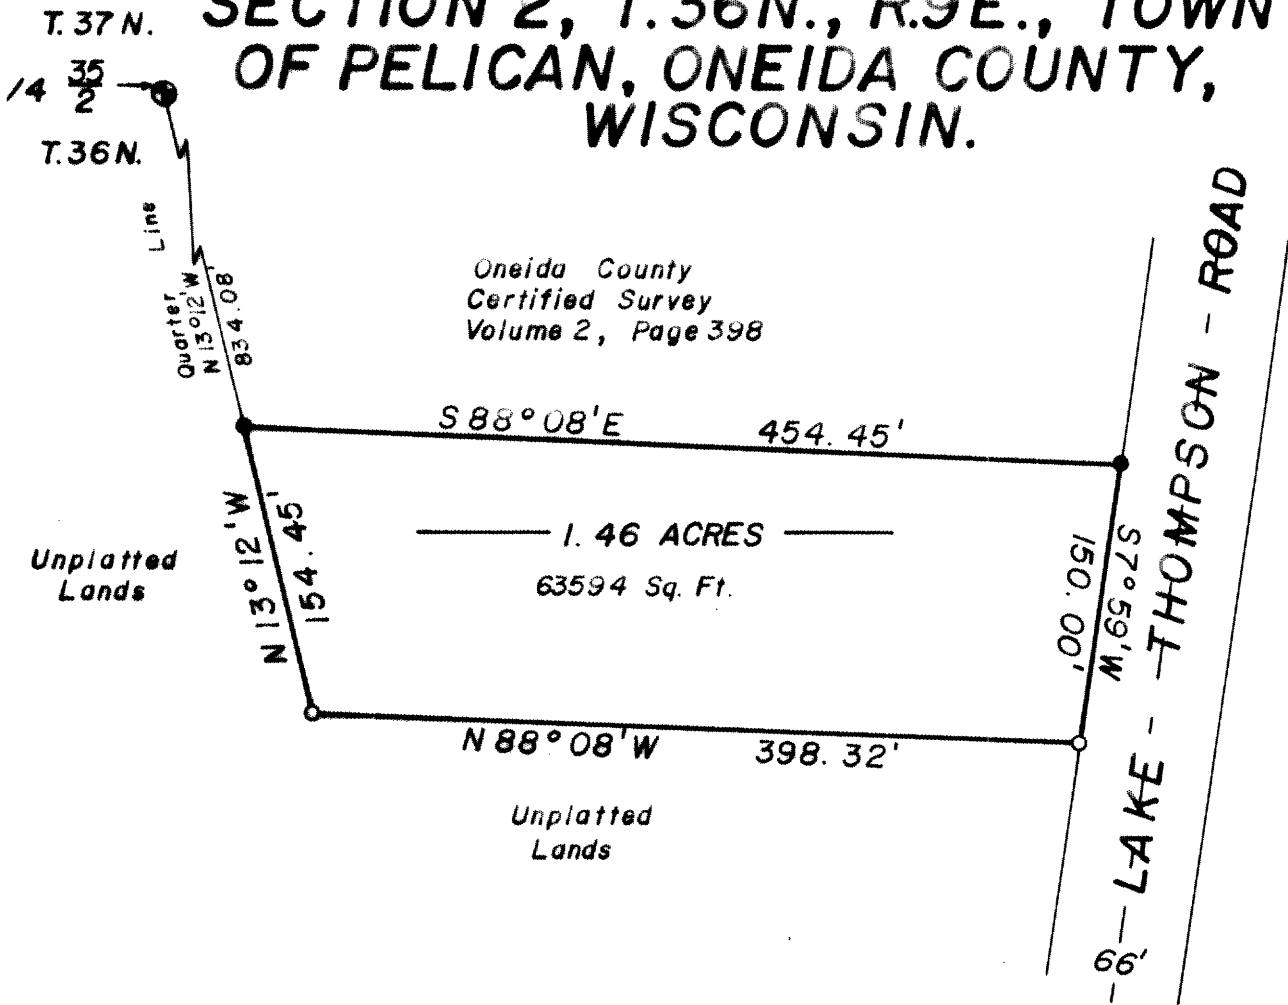 SECTION 2, T.36N., R.9E., TOWN
OF PELICAN, ONEIDA COUNTY,
WISCONSIN.
T. 37 N.
1/4 35/2
T. 36 N.
Quarter Line
N 13°12'W
834.08'
Oneida County
Certified Survey
Volume 2, Page 398
S 88°08'E 454.45'
N 13°12'W
154.45'
1.46 ACRES
63594 Sq. Ft.
S 7°59'W
150.00'
Unplatted
Lands
N 88°08'W 398.32'
Unplatted
Lands
LAKE - THOMPSON - ROAD
66'